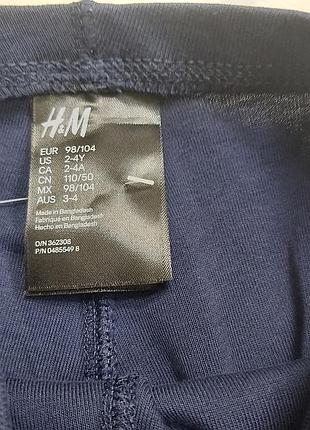 H&M
EUR 98/104
US 2-4Y
CA 2-4A
CN 110/50
MX 98/104
AUS 3-4
Made in Bangladesh
Fabriqué en Bangladesh
Hecho en Bangladesh
O/N 362308
P/N 0485549 8